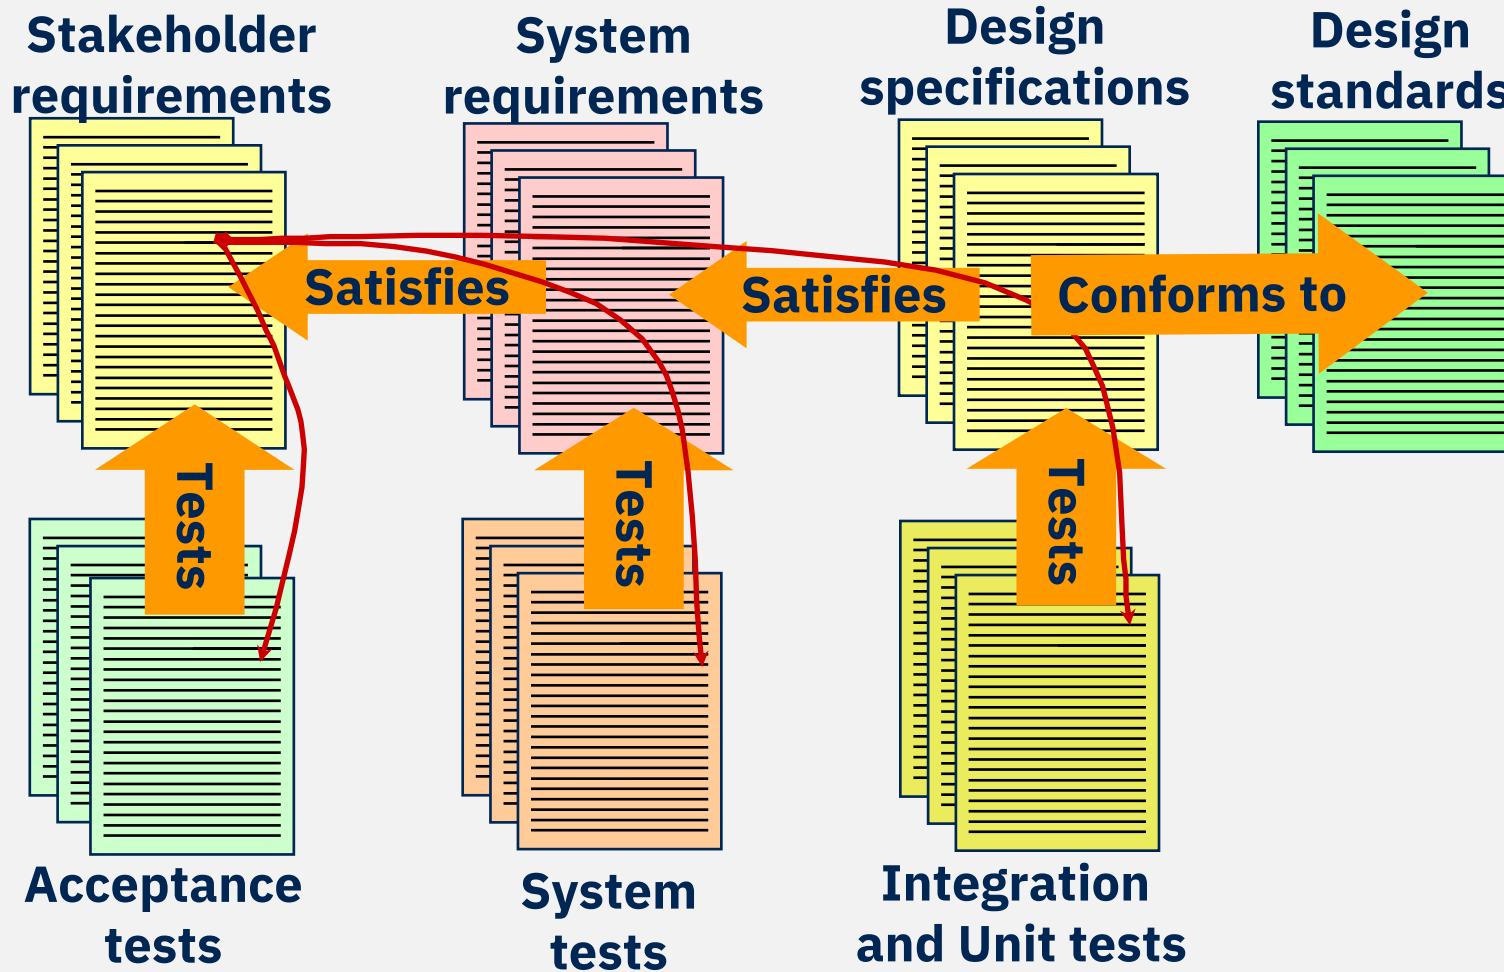 Stakeholder
requirements
System
requirements
Design
specifications
Design
standards
Satisfies
Satisfies
Conforms to
Tests
Tests
Tests
Acceptance
tests
System
tests
Integration
and Unit tests